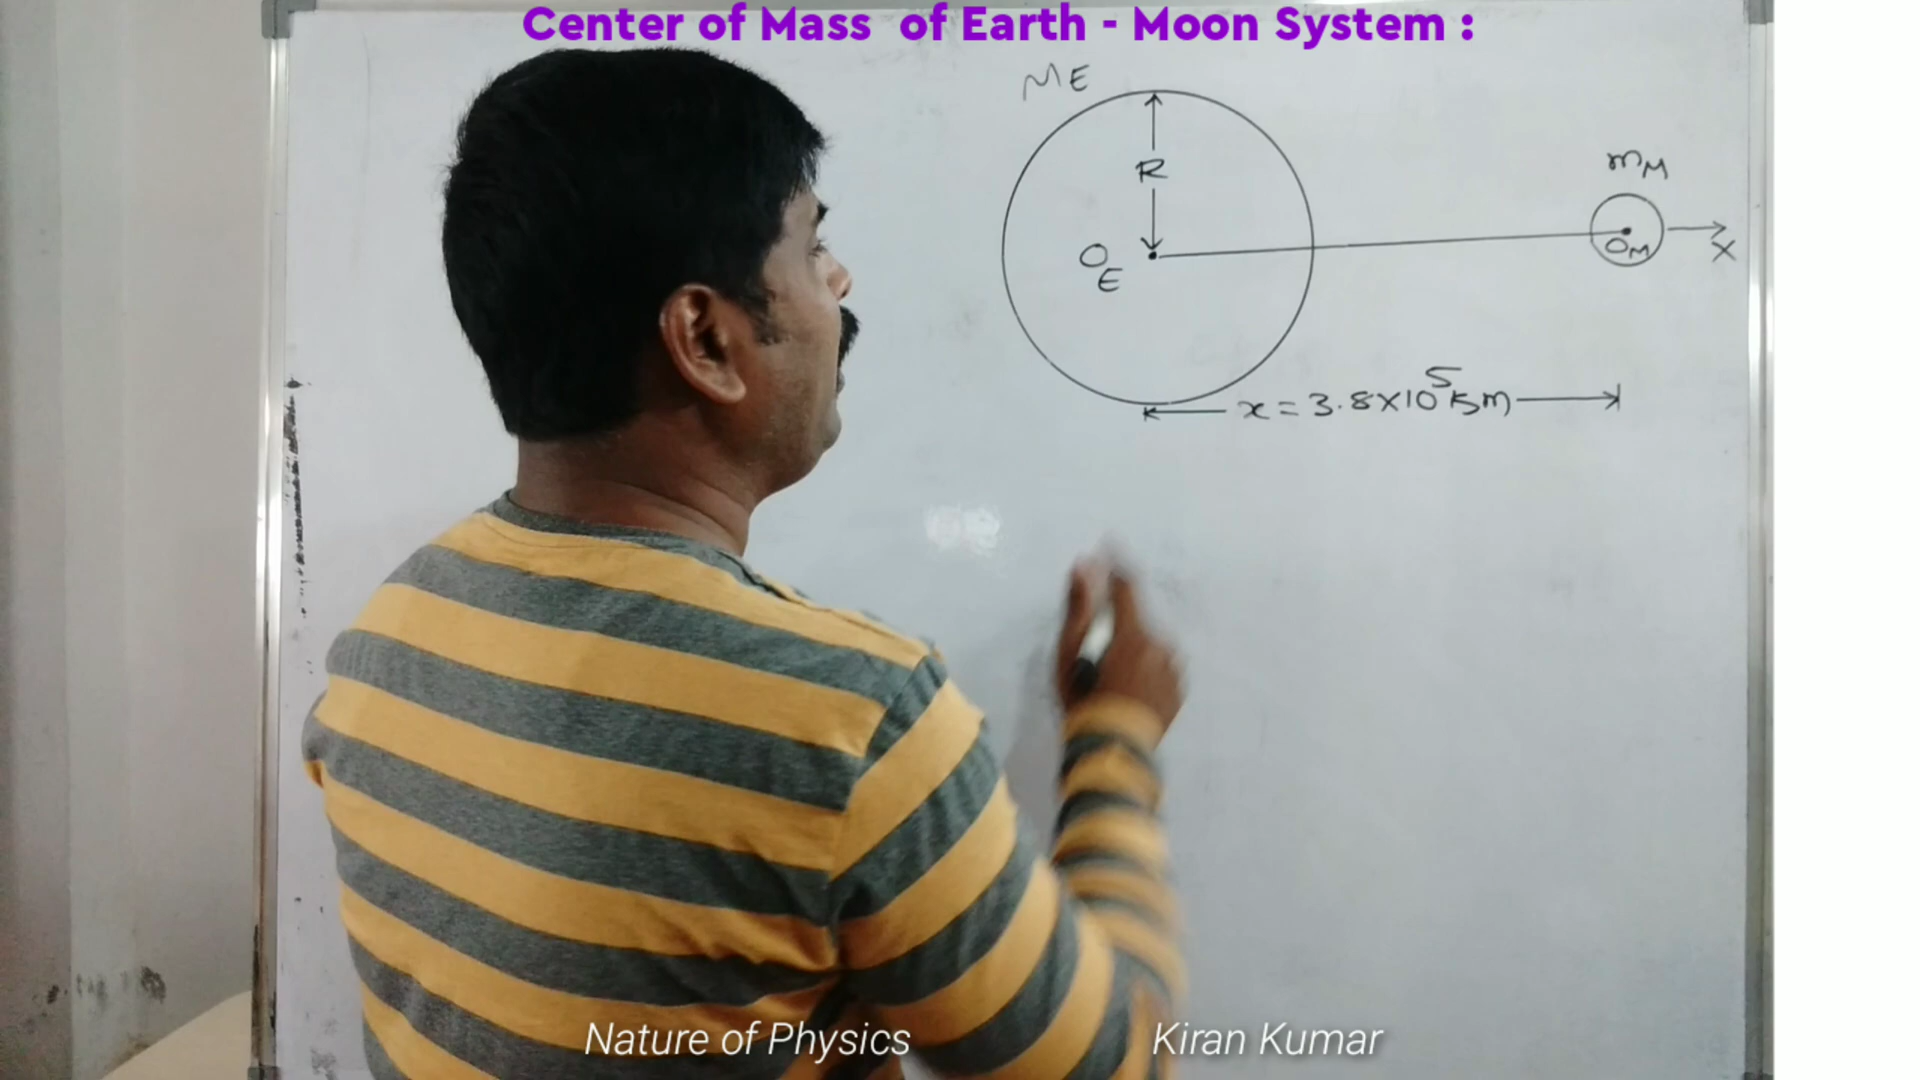 Center of Mass of Earth - Moon System :
ME
mM
R
OE
OM
X
x = 3.8×10⁵ Km
Nature of Physics
Kiran Kumar